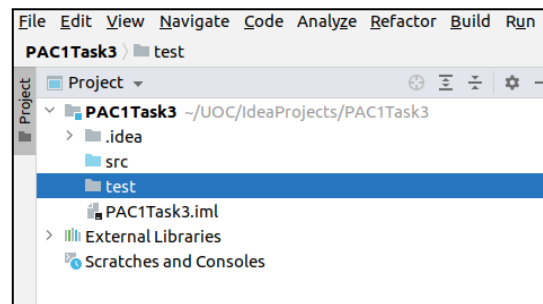 File Edit View Navigate Code Analyze Refactor Build Run
PAC1Task3 test
Project
Project
PAC1Task3 ~/UOC/IdeaProjects/PAC1Task3
.idea
src
test
PAC1Task3.iml
External Libraries
Scratches and Consoles